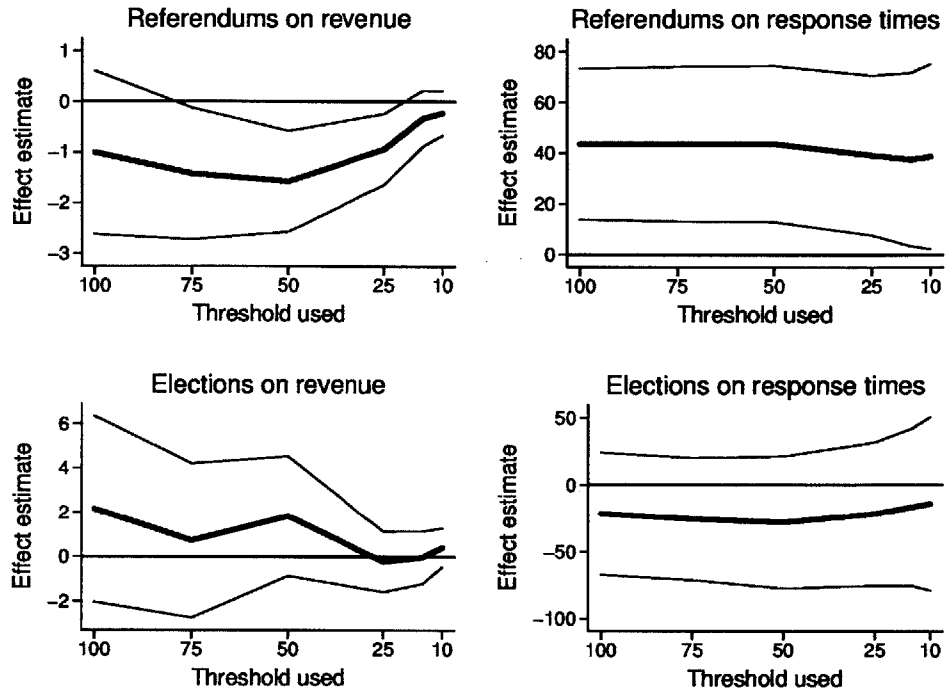 Referendums on revenue
Effect estimate
1
0
−1
−2
−3
100 75 50 25 10
Threshold used
Referendums on response times
Effect estimate
80
60
40
20
0
100 75 50 25 10
Threshold used
Elections on revenue
Effect estimate
6
4
2
0
−2
100 75 50 25 10
Threshold used
Elections on response times
Effect estimate
50
0
−50
−100
100 75 50 25 10
Threshold used